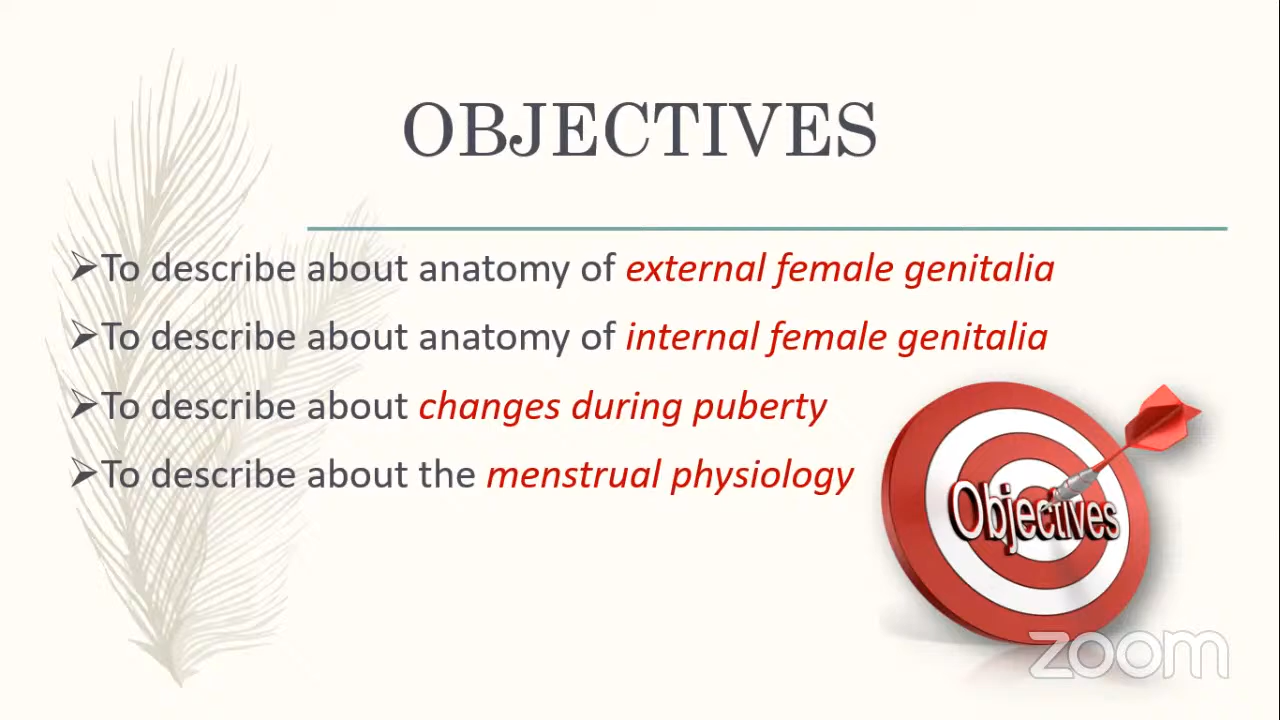 OBJECTIVES
➢To describe about anatomy of external female genitalia
➢To describe about anatomy of internal female genitalia
➢To describe about changes during puberty
➢To describe about the menstrual physiology
Objectives
zoom